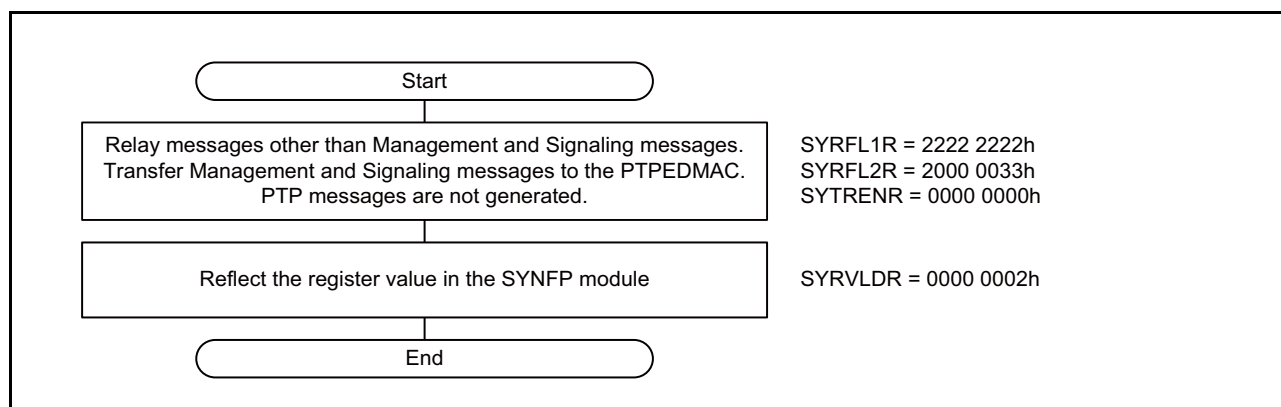 Start
Relay messages other than Management and Signaling messages.
Transfer Management and Signaling messages to the PTPEDMAC.
PTP messages are not generated.
SYRFL1R = 2222 2222h
SYRFL2R = 2000 0033h
SYTRENR = 0000 0000h
Reflect the register value in the SYNFP module
SYRVLDR = 0000 0002h
End